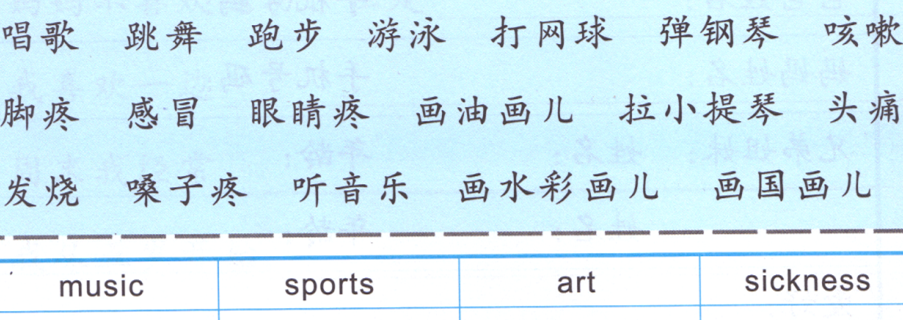 唱歌 跳舞 跑步 游泳 打网球 弹钢琴 咳嗽
脚疼 感冒 眼睛疼 画油画儿 拉小提琴 头痛
发烧 嗓子疼 听音乐 画水彩画儿 画国画儿
music sports art sickness